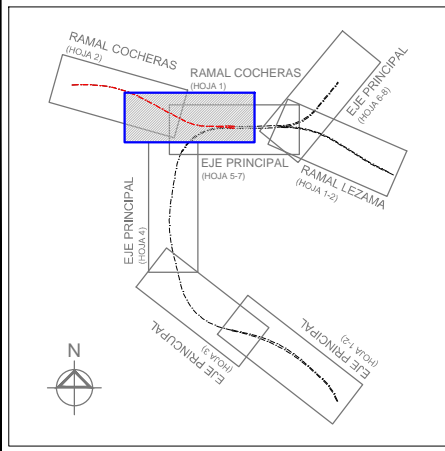 RAMAL COCHERAS
(HOJA 2)
RAMAL COCHERAS
(HOJA 1)
EJE PRINCIPAL
(HOJA 6-8)
EJE PRINCIPAL
(HOJA 5-7)
RAMAL LEZAMA
(HOJA 1-2)
EJE PRINCIPAL
(HOJA 4)
EJE PRINCIPAL
(HOJA 3)
EJE PRINCIPAL
(HOJA 1-2)
N